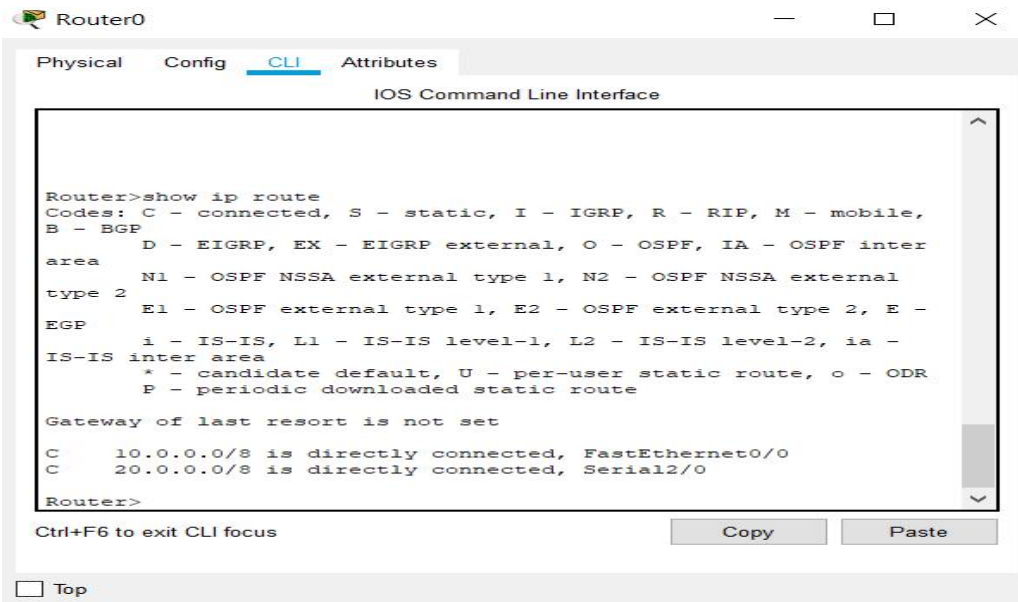 Router0
Physical Config CLI Attributes
IOS Command Line Interface
Router>show ip route
Codes: C - connected, S - static, I - IGRP, R - RIP, M - mobile,
B - BGP
       D - EIGRP, EX - EIGRP external, O - OSPF, IA - OSPF inter
area
       N1 - OSPF NSSA external type 1, N2 - OSPF NSSA external
type 2
       E1 - OSPF external type 1, E2 - OSPF external type 2, E -
EGP
       i - IS-IS, L1 - IS-IS level-1, L2 - IS-IS level-2, ia -
IS-IS inter area
       * - candidate default, U - per-user static route, o - ODR
       P - periodic downloaded static route
Gateway of last resort is not set
C    10.0.0.0/8 is directly connected, FastEthernet0/0
C    20.0.0.0/8 is directly connected, Serial2/0
Router>
Ctrl+F6 to exit CLI focus Copy Paste
Top